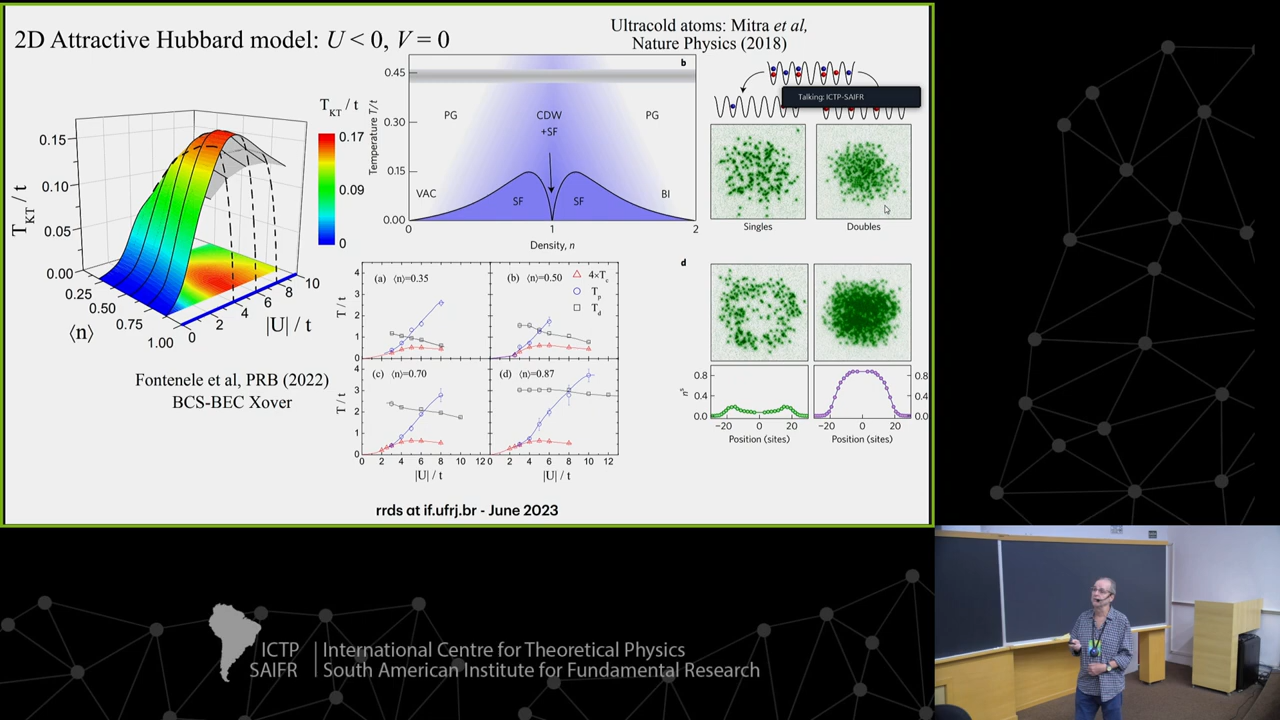 2D Attractive Hubbard model: U < 0, V = 0
Ultracold atoms: Mitra et al,
Nature Physics (2018)
T_KT / t
0.15
0.10
0.05
0.00
0.25
0.50
0.75
1.00
⟨n⟩
0
2
4
6
8
10
|U| / t
T_KT / t
0.17
0.09
0
Fontenele et al, PRB (2022)
BCS-BEC Xover
b
Temperature T/t
0.45
0.30
0.15
0.00
PG
CDW
+SF
PG
VAC
SF
SF
BI
0
1
2
Density, n
Talking: ICTP-SAIFR
Singles
Doubles
d
T / t
4
3
2
1
0
(a) ⟨n⟩=0.35
(b) ⟨n⟩=0.50
4×T_c
T_p
T_d
T / t
4
3
2
1
0
(c) ⟨n⟩=0.70
(d) ⟨n⟩=0.87
0 2 4 6 8 10 12
0 2 4 6 8 10 12
|U| / t
|U| / t
n^s
0.8
0.4
0.0
0.8
0.4
0.0
−20 0 20
−20 0 20
Position (sites)
Position (sites)
rrds at if.ufrj.br - June 2023
ICTP
SAIFR
International Centre for Theoretical Physics
South American Institute for Fundamental Research